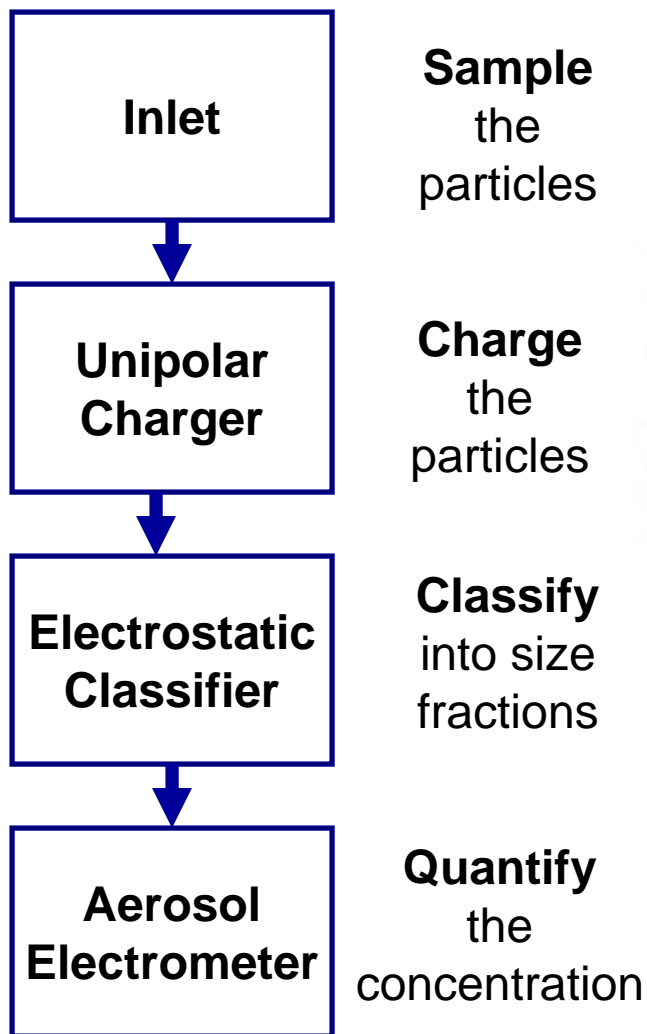 Inlet
Sample
the
particles
Unipolar
Charger
Charge
the
particles
Electrostatic
Classifier
Classify
into size
fractions
Aerosol
Electrometer
Quantify
the
concentration